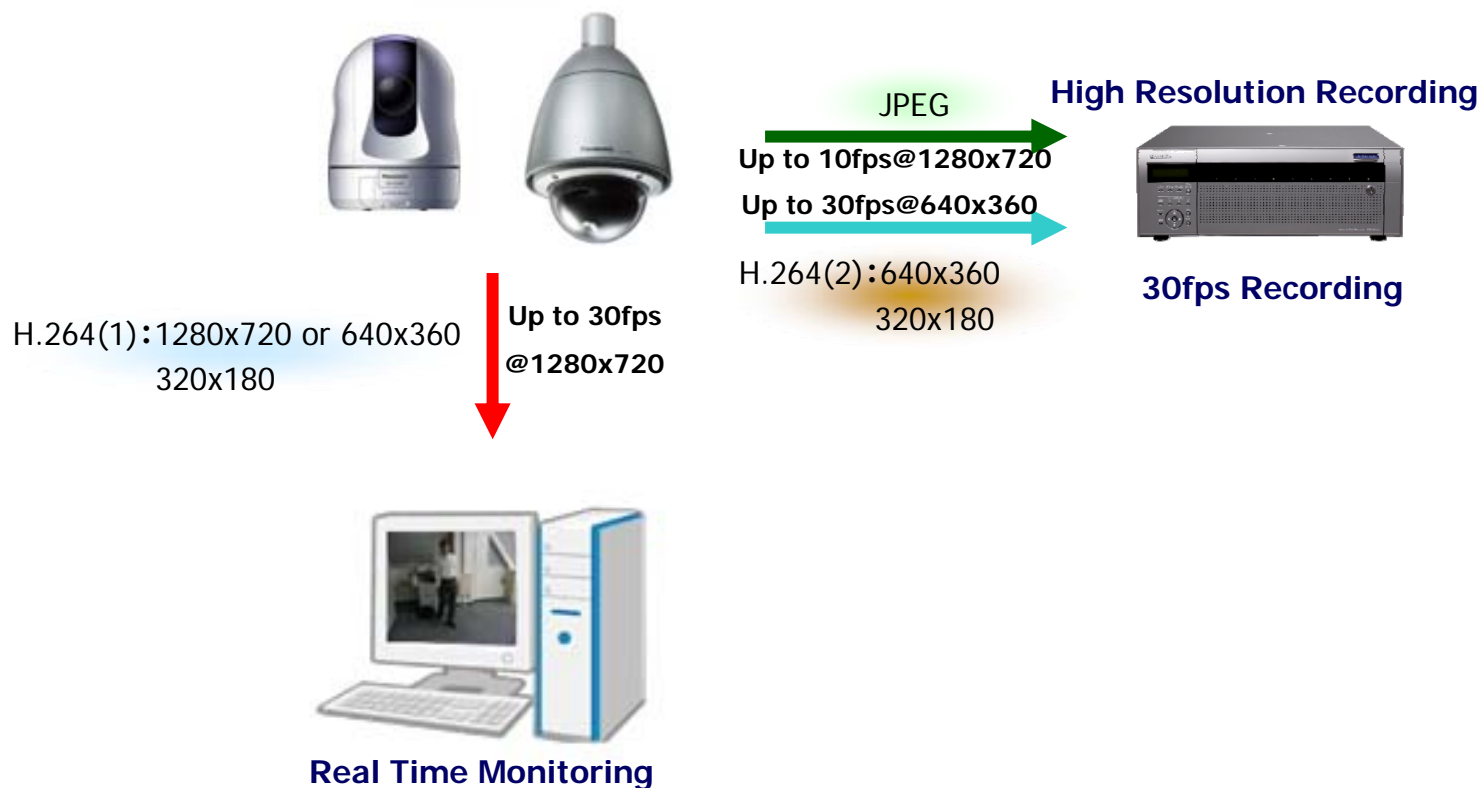 JPEG
High Resolution Recording
Up to 10fps@1280x720
Up to 30fps@640x360
H.264(2):640x360
320x180
30fps Recording
H.264(1):1280x720 or 640x360
320x180
Up to 30fps
@1280x720
Real Time Monitoring